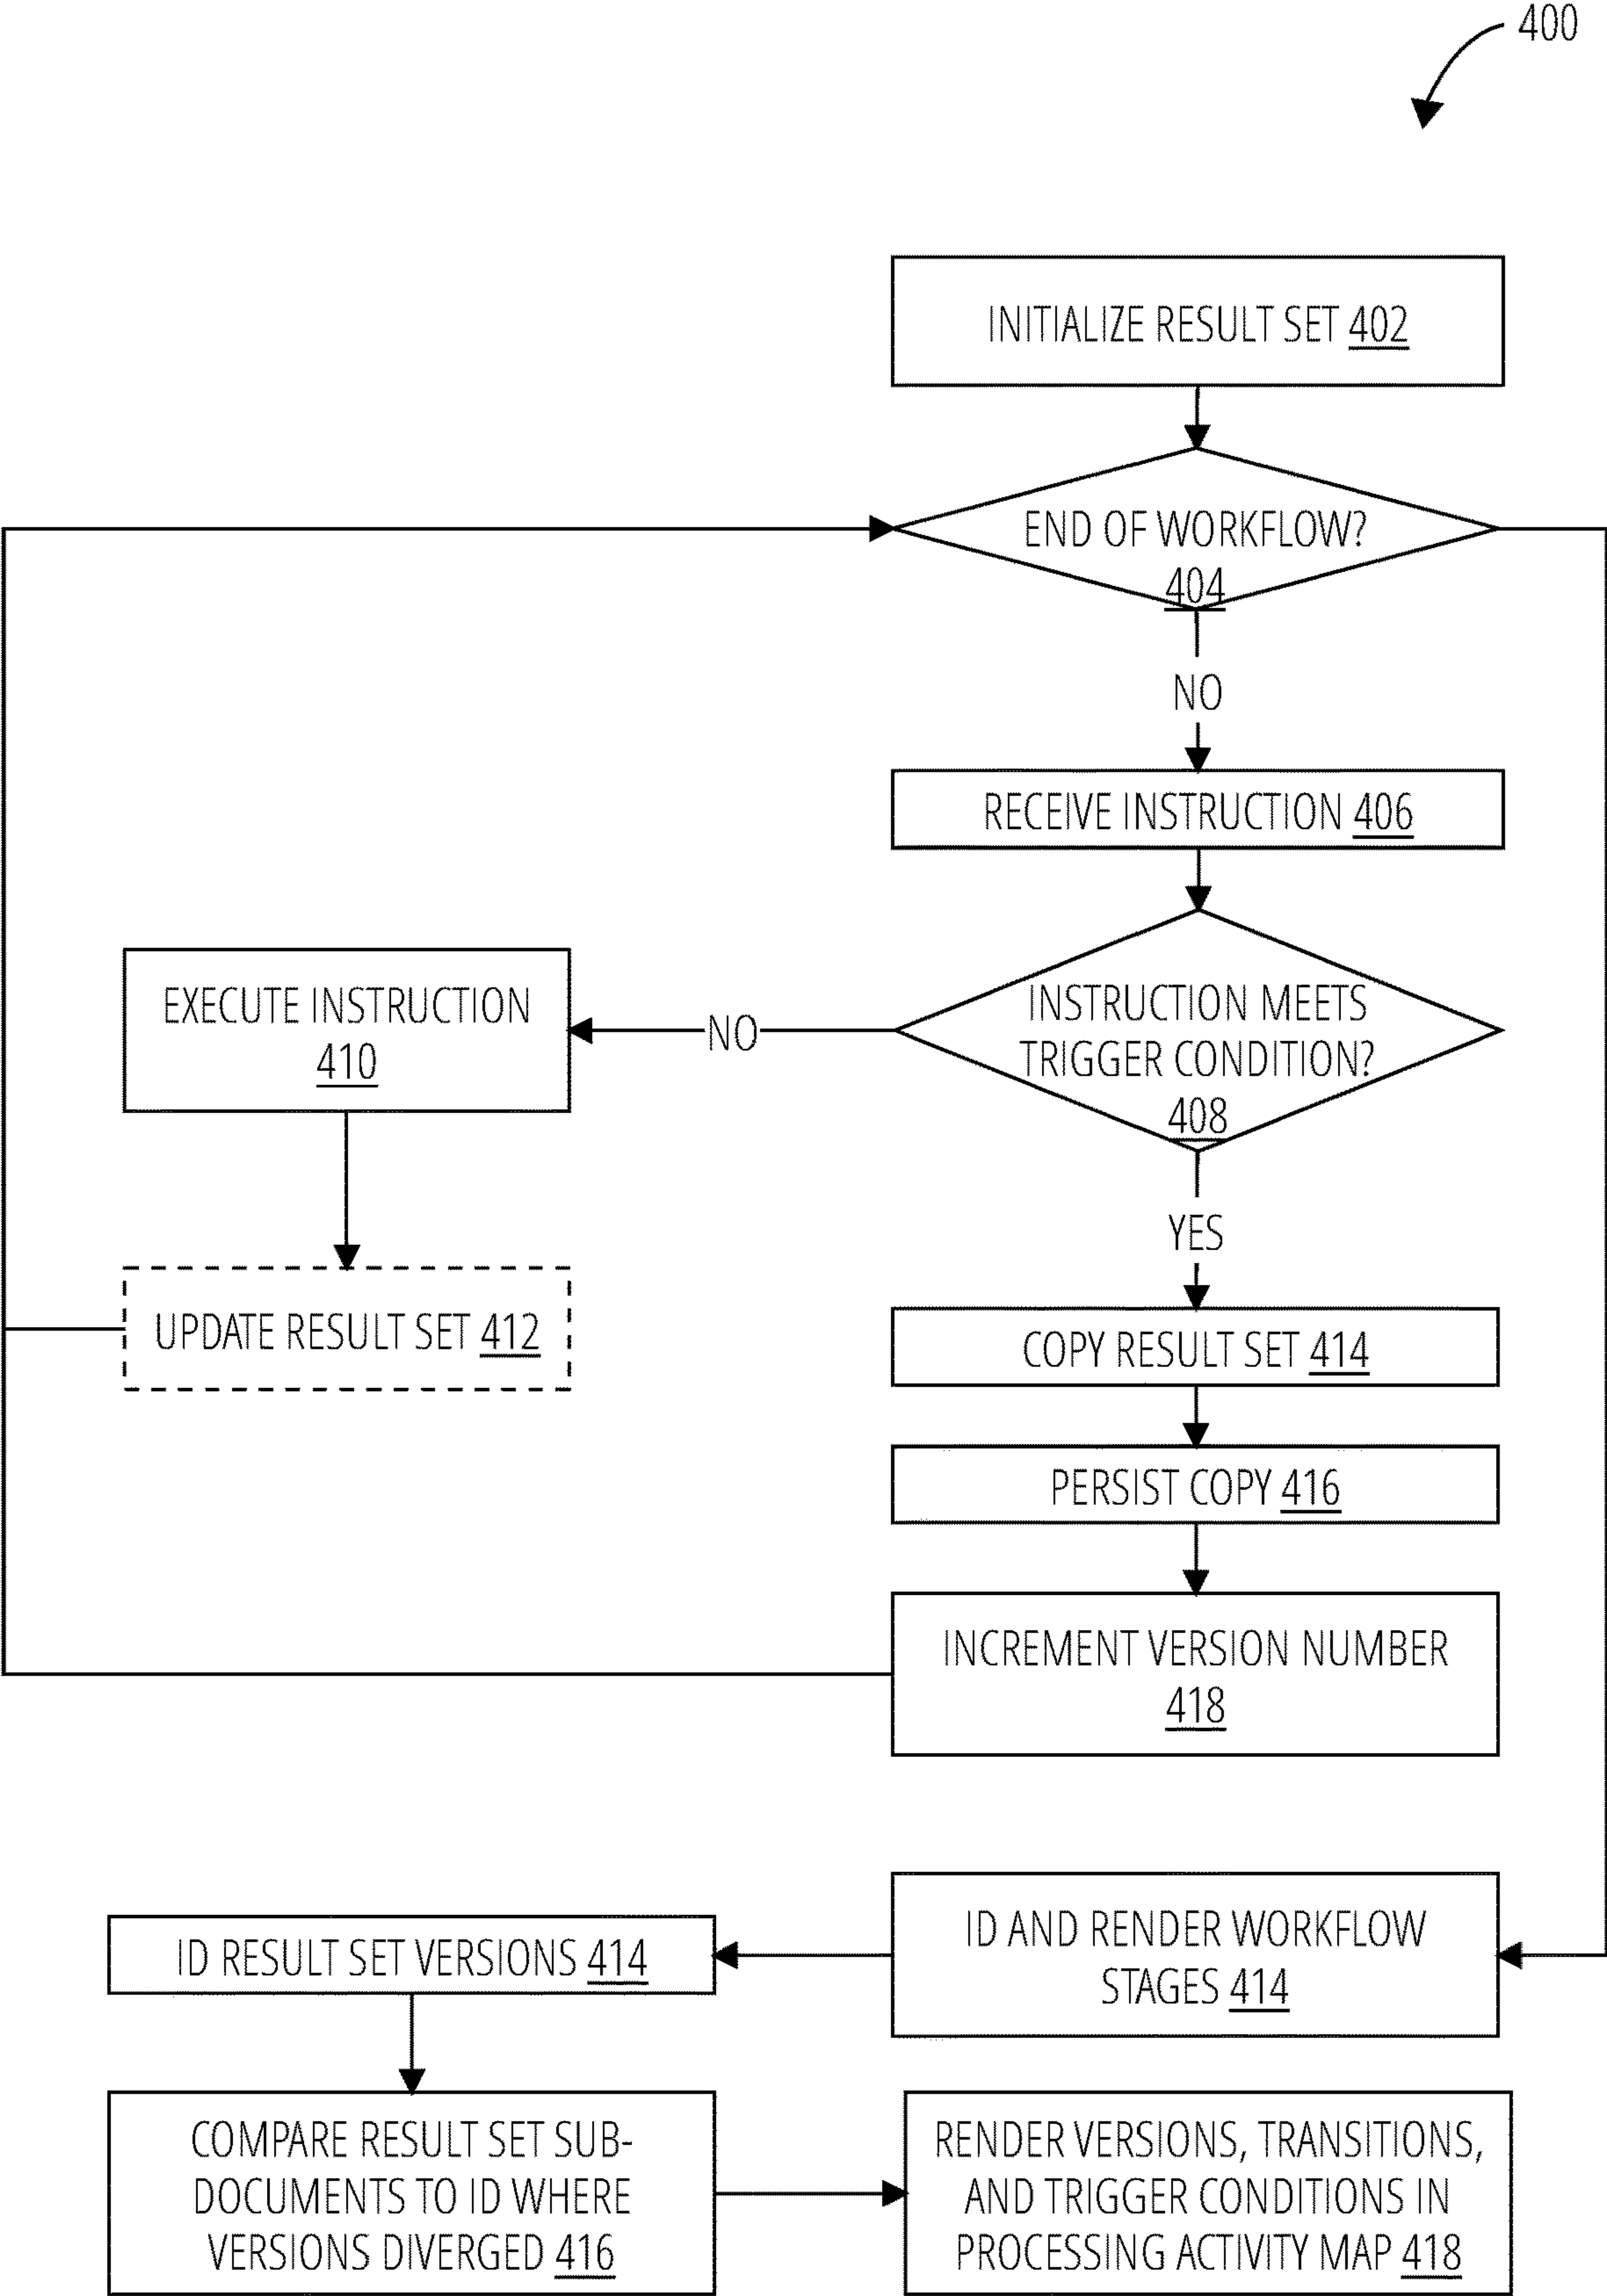 400
INITIALIZE RESULT SET 402
END OF WORKFLOW?
404
NO
RECEIVE INSTRUCTION 406
INSTRUCTION MEETS
TRIGGER CONDITION?
408
NO
EXECUTE INSTRUCTION
410
UPDATE RESULT SET 412
YES
COPY RESULT SET 414
PERSIST COPY 416
INCREMENT VERSION NUMBER
418
ID AND RENDER WORKFLOW
STAGES 414
ID RESULT SET VERSIONS 414
COMPARE RESULT SET SUB-
DOCUMENTS TO ID WHERE
VERSIONS DIVERGED 416
RENDER VERSIONS, TRANSITIONS,
AND TRIGGER CONDITIONS IN
PROCESSING ACTIVITY MAP 418